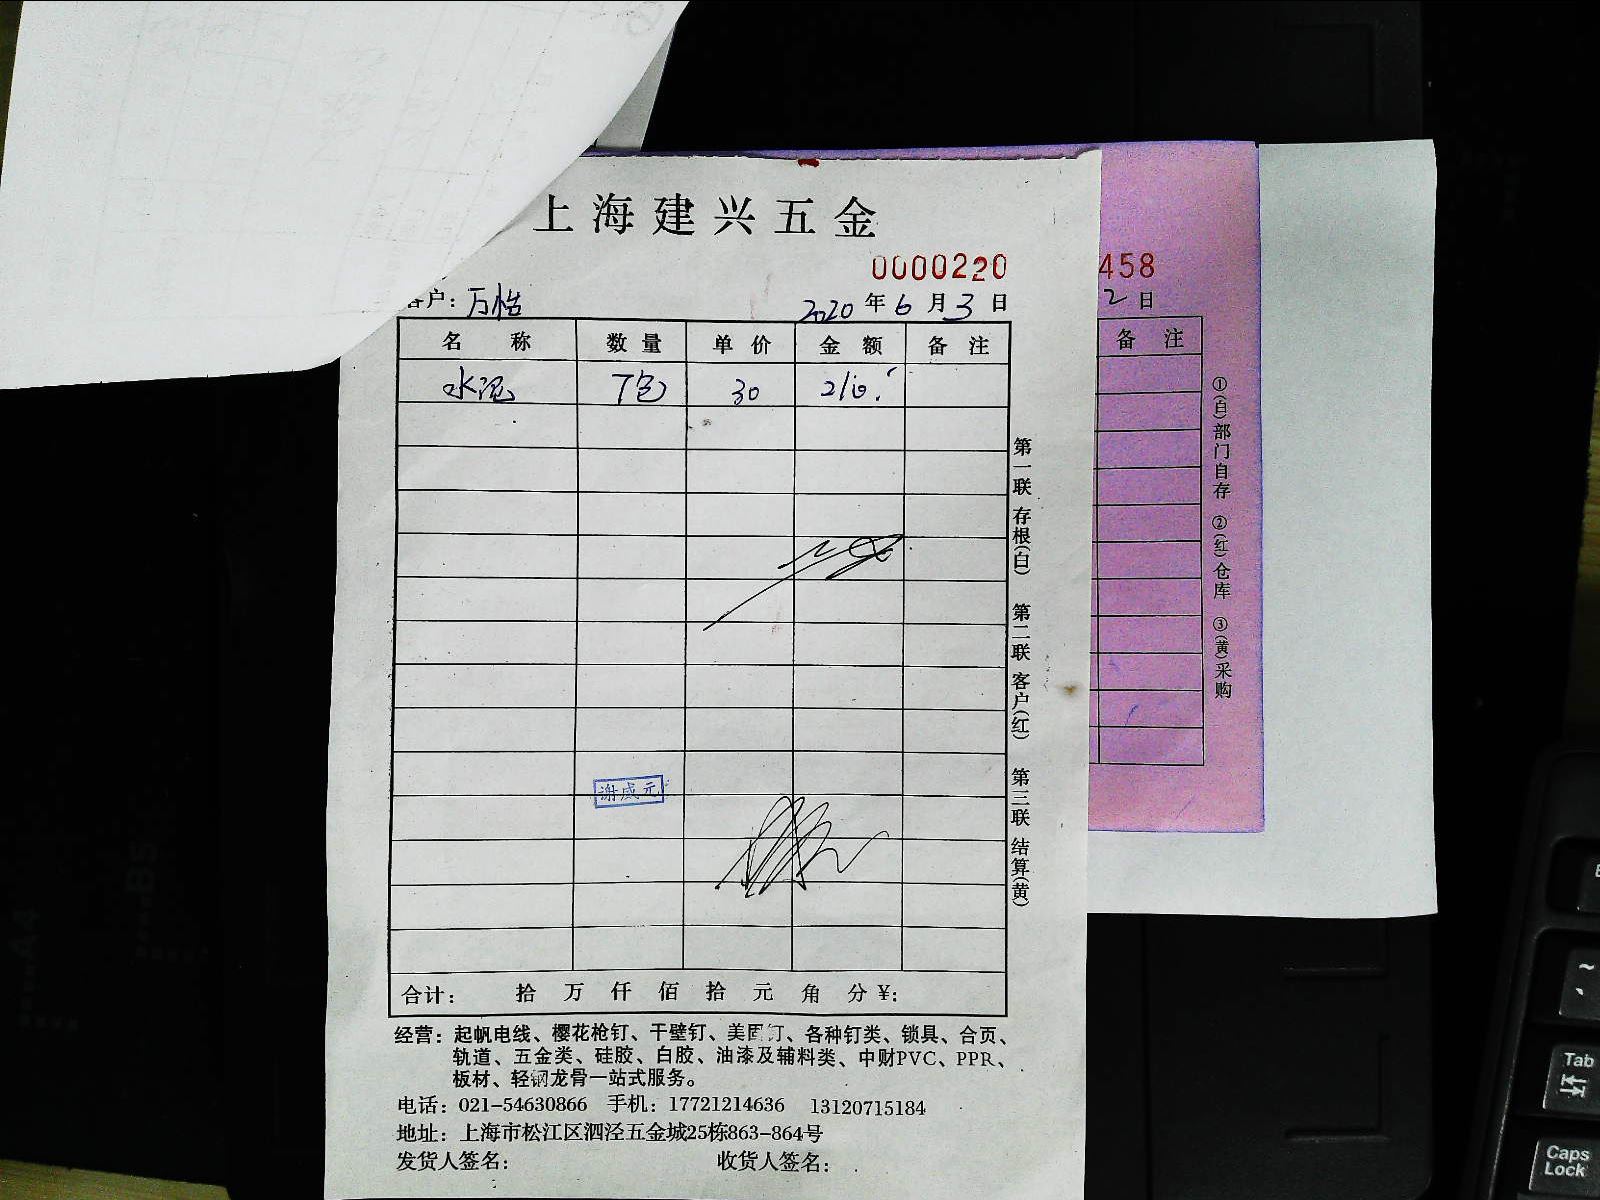 上海建兴五金
0000220
客户：万浩 2020年6月3日
名称 数量 单价 金额 备注
水泥 7包 30 210.
谢咸元
合计： 拾 万 仟 佰 拾 元 角 分 ¥：
经营：起帆电线、樱花枪钉、干壁钉、美固钉、各种钉类、锁具、合页、
轨道、五金类、硅胶、白胶、油漆及辅料类、中财PVC、PPR、
板材、轻钢龙骨一站式服务。
电话：021-54630866 手机：17721214636 13120715184
地址：上海市松江区泗泾五金城25栋863-864号
发货人签名： 收货人签名：
第一联 存根(白) 第二联 客户(红) 第三联 结算(黄)
458
2日
备注
①(白)部门自存 ②(红)仓库 ③(黄)采购
A4
B5
~
Tab
Caps
Lock